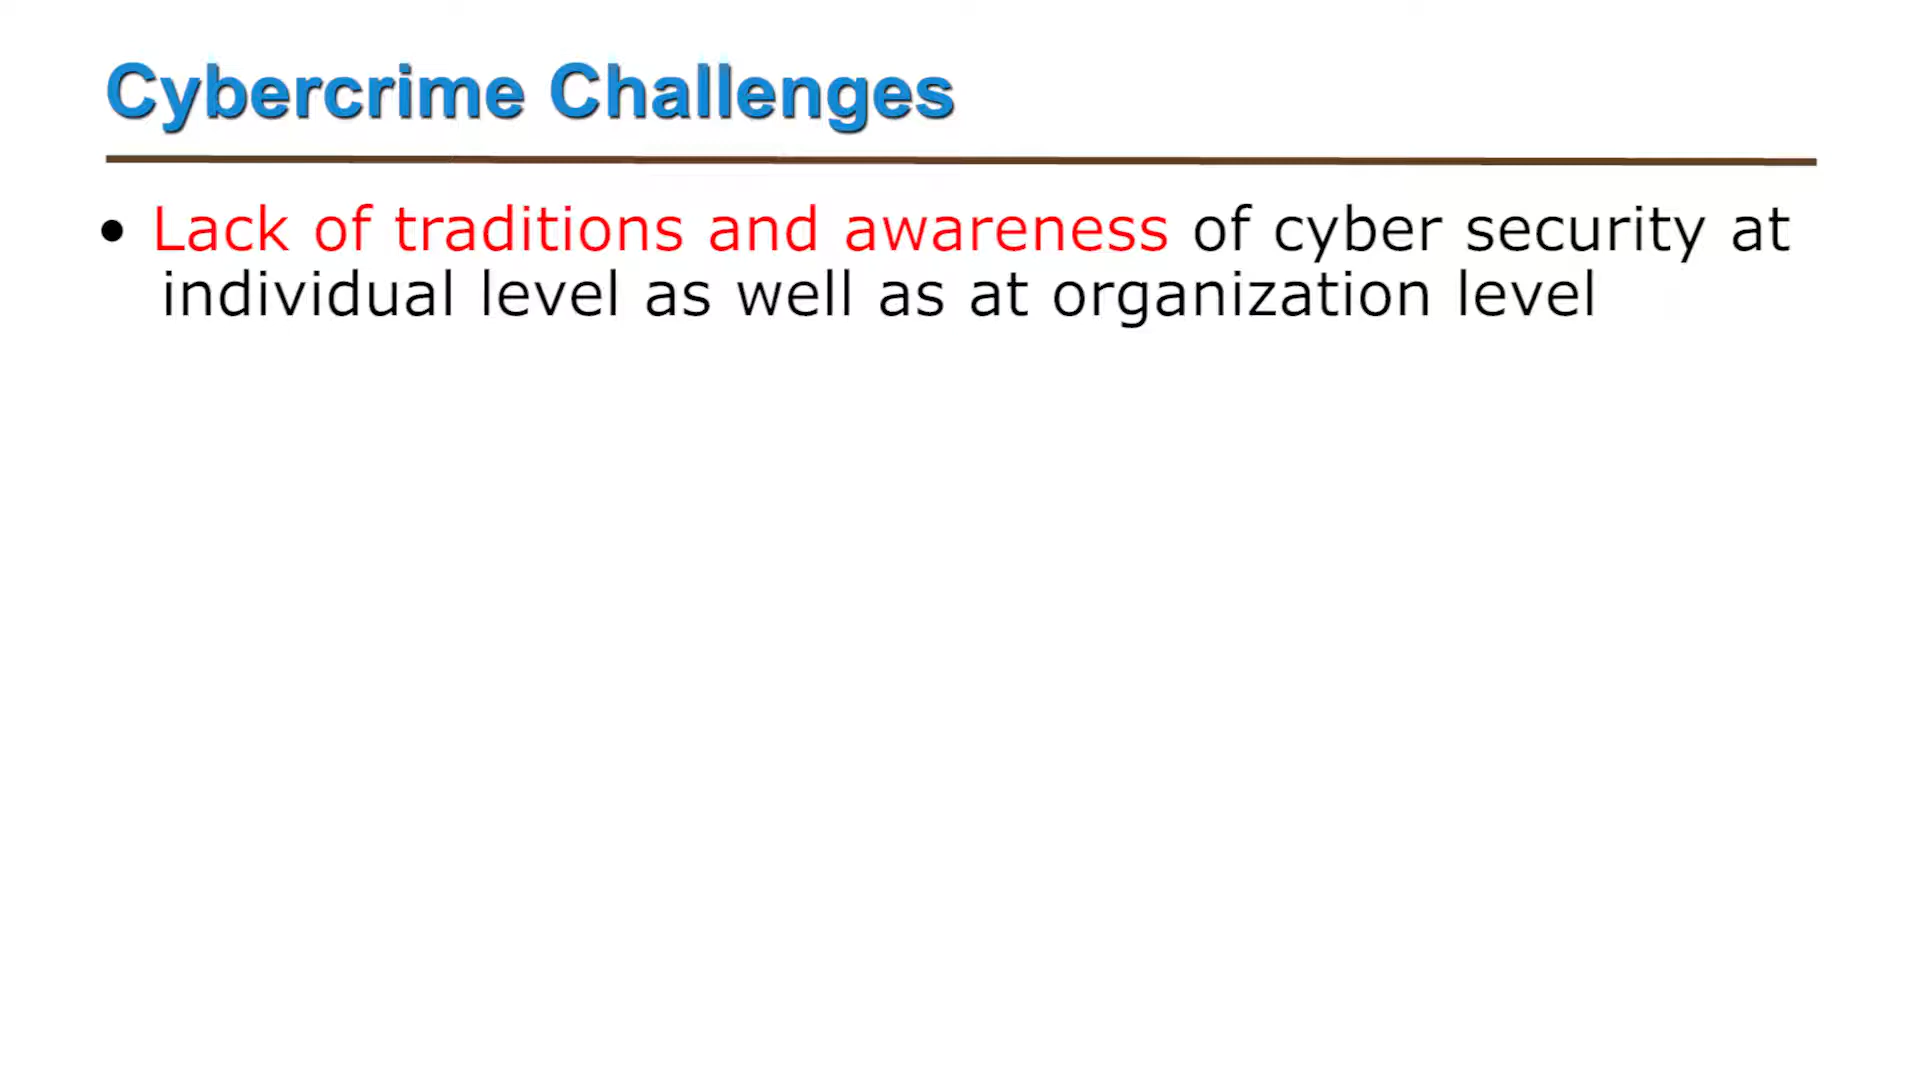 Cybercrime Challenges
• Lack of traditions and awareness of cyber security at
individual level as well as at organization level